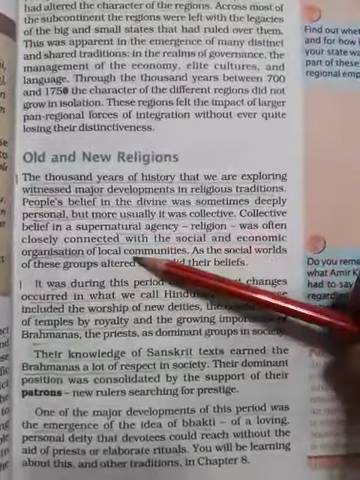 had altered the character of the regions. Across most of
the subcontinent the regions were left with the legacies
of the big and small states that had ruled over them.
This was apparent in the emergence of many distinct
and shared traditions: in the realms of governance, the
management of the economy, elite cultures, and
language. Through the thousand years between 700
and 1750 the character of the different regions did not
grow in isolation. These regions felt the impact of larger
pan-regional forces of integration without ever quite
losing their distinctiveness.
Old and New Religions
The thousand years of history that we are exploring
witnessed major developments in religious traditions.
People's belief in the divine was sometimes deeply
personal, but more usually it was collective. Collective
belief in a supernatural agency – religion – was often
closely connected with the social and economic
organisation of local communities. As the social worlds
of these groups altered their beliefs.
It was during this period changes
occurred in what we call
included the worship of new deities, the
of temples by royalty and the growing
Brahmanas, the priests, as dominant groups in society.
Their knowledge of Sanskrit texts earned the
Brahmanas a lot of respect in society. Their dominant
position was consolidated by the support of their
patrons – new rulers searching for prestige.
One of the major developments of this period was
the emergence of the idea of bhakti – of a loving,
personal deity that devotees could reach without the
aid of priests or elaborate rituals. You will be learning
about this, and other traditions, in Chapter 8.
Find out
and for
your state
part of these
regional
Do you
what Amir
had to say